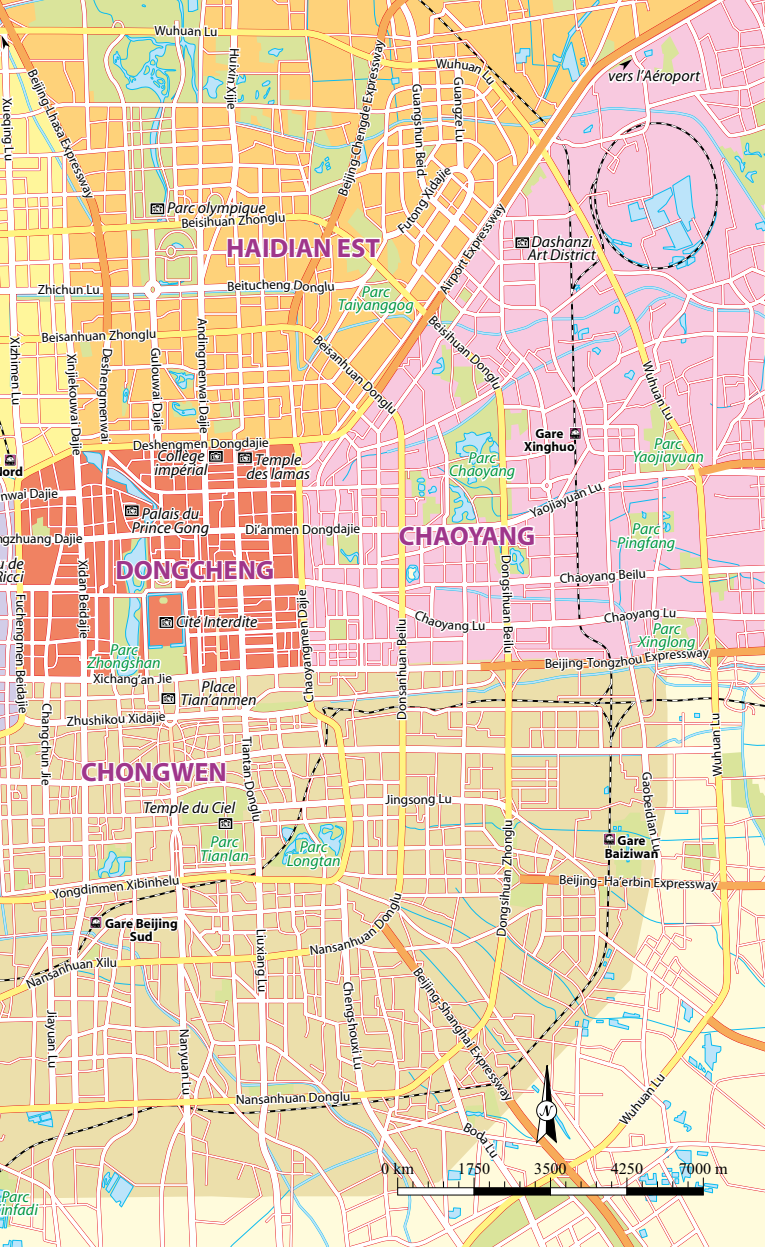 Wuhuan Lu
Wuhuan Lu
vers l'Aéroport
Xueqing Lu
Beijing-Lhasa Expressway
Huixin Xijie
Beijing-Chengde Expressway
Guangshun Beid.
Guangze Lu
Futong Xidajie
Airport Expressway
Parc olympique
Beisihuan Zhonglu
HAIDIAN EST
Dashanzi
Art District
Zhichun Lu
Beitucheng Donglu
Parc
Taiyanggog
Beisihuan Donglu
Beisanhuan Zhonglu
Beisanhuan Donglu
Xizhimen Lu
Xinjiekouwai Dajie
Deshengmenwai
Gulouwai Dajie
Andingmenwai Dajie
Wuhuan Lu
Deshengmen Dongdajie
Collège
impérial
Temple
des lamas
Gare
Xinghuo
Parc
Chaoyang
Parc
Yaojiayuan
Nord
nwai Dajie
Yaojiayuan Lu
Palais du
Prince Gong
Di'anmen Dongdajie
CHAOYANG
Parc
Pingfang
ngzhuang Dajie
u de
Ricci
DONGCHENG
Xidan Beidajie
Dongsihuan Beilu
Chaoyang Beilu
Fuchengmen Beidajie
Cité Interdite
Chaoyangmen Dajie
Donsanhuan Beilu
Chaoyang Lu
Chaoyang Lu
Parc
Zhongshan
Parc
Xinglong
Beijing-Tongzhou Expressway
Xichang'an Jie
Place
Tian'anmen
Zhushikou Xidajie
Changchun Jie
Tiantan Donglu
Wuhuan Lu
CHONGWEN
Gaobeidian Lu
Jingsong Lu
Temple du Ciel
Parc
Tianlan
Parc
Longtan
Dongsihuan Zhonglu
Gare
Baiziwan
Yongdinmen Xibinhelu
Beijing-Ha'erbin Expressway
Gare Beijing
Sud
Nansanhuan Donglu
Nansanhuan Xilu
Liuxiang Lu
Chengshouxi Lu
Beijing-Shanghai Expressway
Jiayuan Lu
Nanyuan Lu
Nansanhuan Donglu
Wuhuan Lu
N
Boda Lu
0 km 1750 3500 4250 7000 m
Parc
infadi